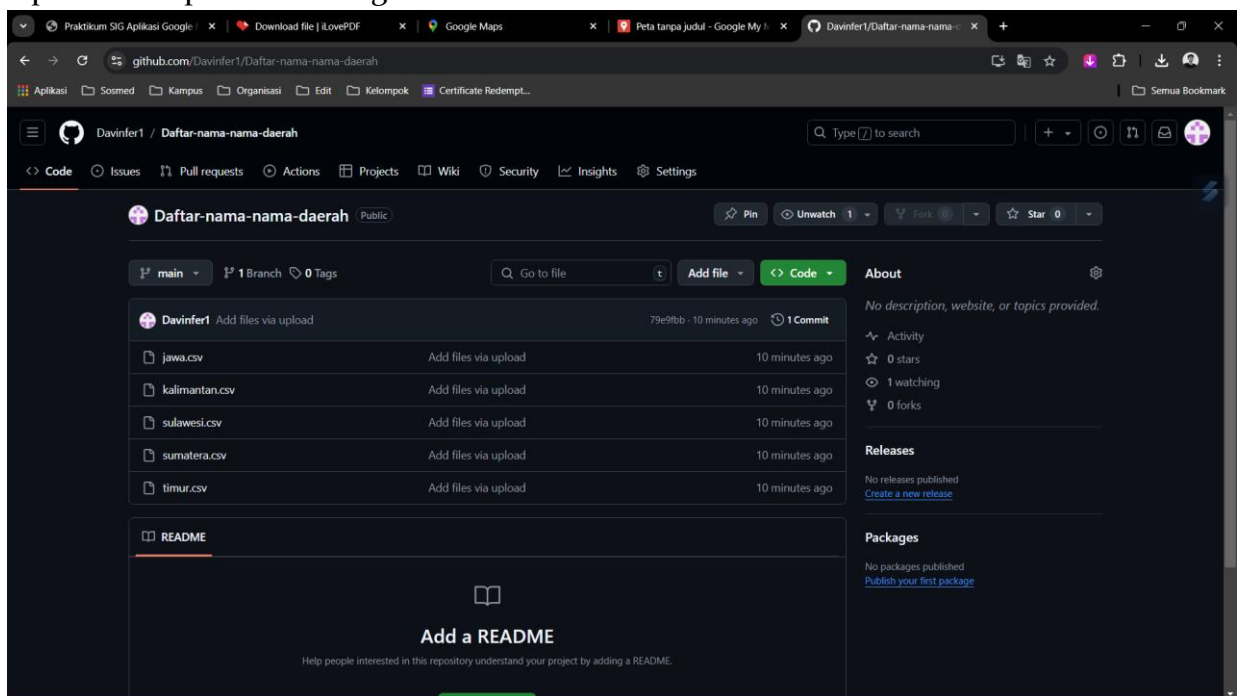 Praktikum SIG Aplikasi Google
Download file | iLovePDF
Google Maps
Peta tanpa judul - Google My
Davinfer1/Daftar-nama-nama-
github.com/Davinfer1/Daftar-nama-nama-daerah
Aplikasi Sosmed Kampus Organisasi Edit Kelompok Certificate Redempt... Semua Bookmark
Davinfer1 / Daftar-nama-nama-daerah Type / to search
<> Code Issues Pull requests Actions Projects Wiki Security Insights Settings
Daftar-nama-nama-daerah Public Pin Unwatch 1 Fork 0 Star 0
main 1 Branch 0 Tags Go to file t Add file <> Code
Davinfer1 Add files via upload 79e9fbb · 10 minutes ago 1 Commit
jawa.csv Add files via upload 10 minutes ago
kalimantan.csv Add files via upload 10 minutes ago
sulawesi.csv Add files via upload 10 minutes ago
sumatera.csv Add files via upload 10 minutes ago
timur.csv Add files via upload 10 minutes ago
README
Add a README
Help people interested in this repository understand your project by adding a README.
About
No description, website, or topics provided.
Activity
0 stars
1 watching
0 forks
Releases
No releases published
Create a new release
Packages
No packages published
Publish your first package